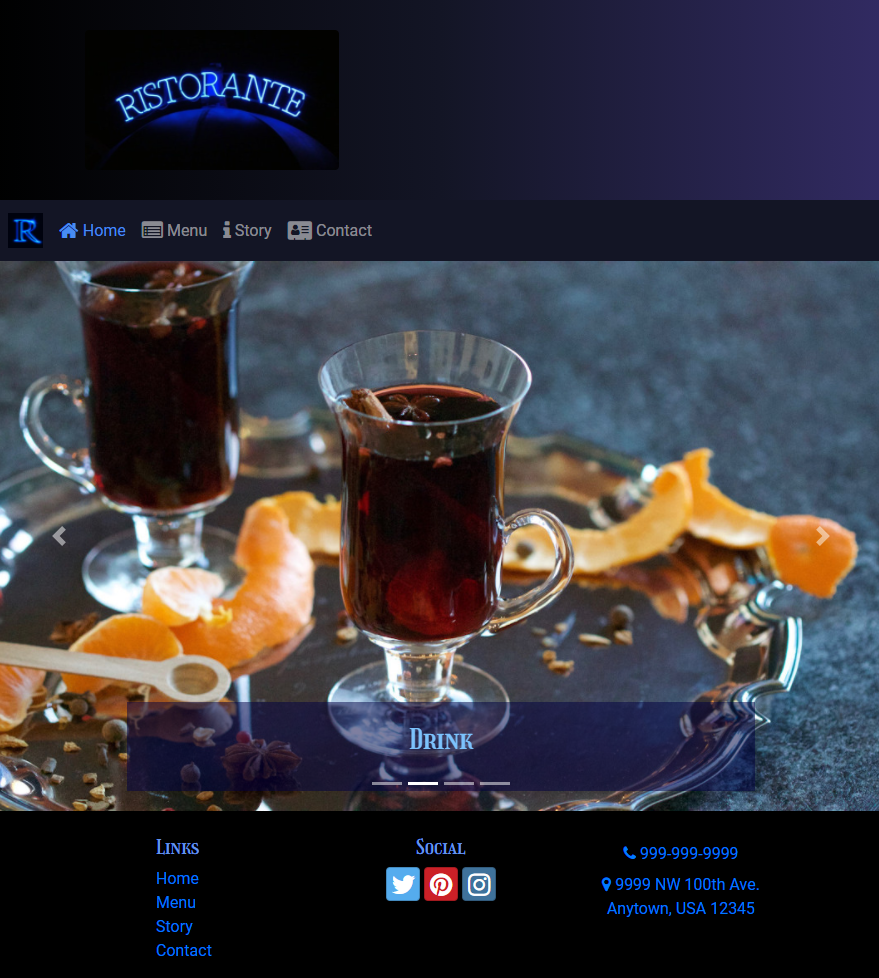 RISTORANTE
R Home Menu Story Contact
Drink
Links
Home
Menu
Story
Contact
Social
999-999-9999
9999 NW 100th Ave.
Anytown, USA 12345